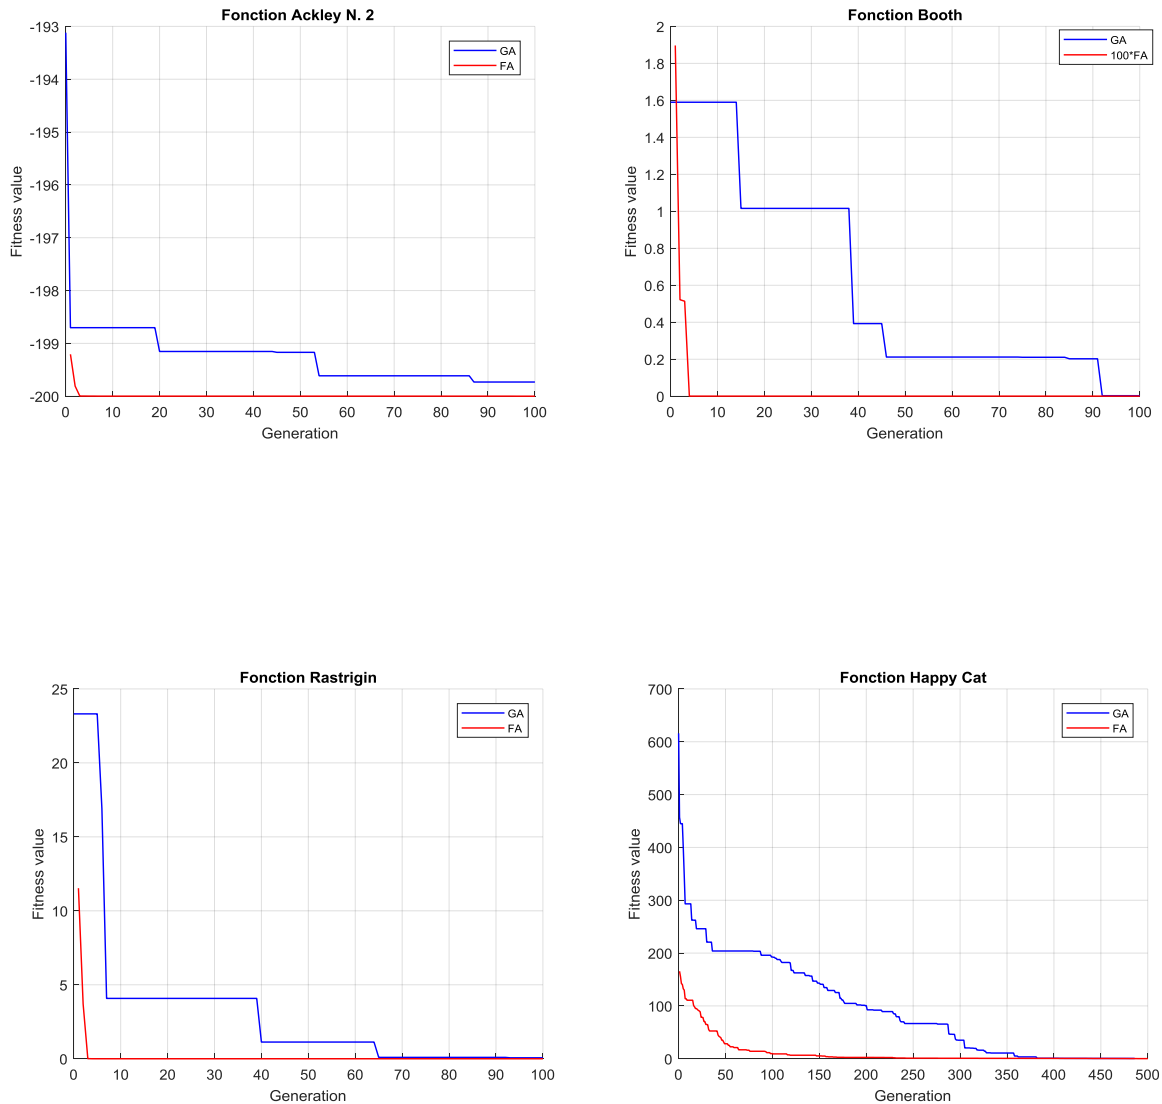 Fonction Ackley N. 2
-193
-194
-195
-196
-197
-198
-199
-200
Fitness value
0 10 20 30 40 50 60 70 80 90 100
Generation
GA
FA
Fonction Booth
2
1.8
1.6
1.4
1.2
1
0.8
0.6
0.4
0.2
0
Fitness value
0 10 20 30 40 50 60 70 80 90 100
Generation
GA
100*FA
Fonction Rastrigin
25
20
15
10
5
0
Fitness value
0 10 20 30 40 50 60 70 80 90 100
Generation
GA
FA
Fonction Happy Cat
700
600
500
400
300
200
100
0
Fitness value
0 50 100 150 200 250 300 350 400 450 500
Generation
GA
FA